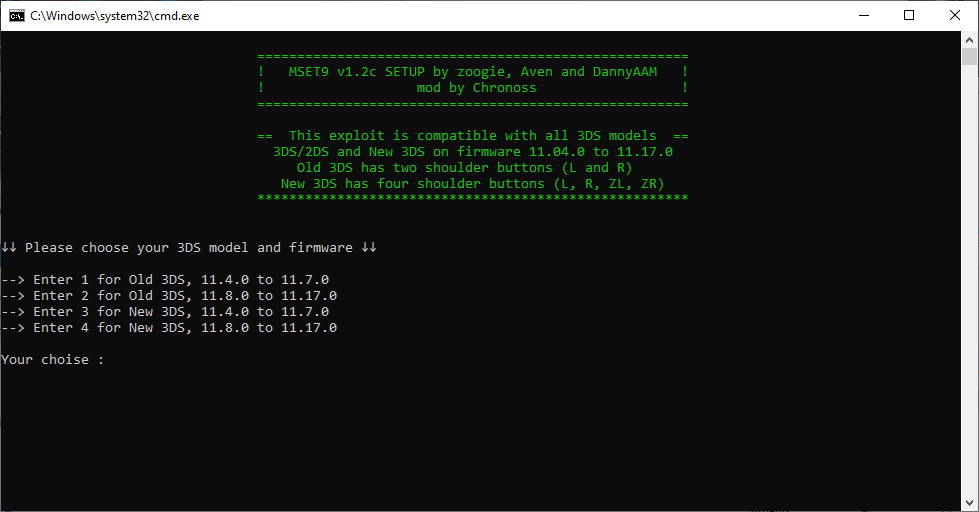 C:\Windows\system32\cmd.exe
======================================================
! MSET9 v1.2c SETUP by zoogie, Aven and DannyAAM !
! mod by Chronoss !
======================================================
== This exploit is compatible with all 3DS models ==
3DS/2DS and New 3DS on firmware 11.04.0 to 11.17.0
Old 3DS has two shoulder buttons (L and R)
New 3DS has four shoulder buttons (L, R, ZL, ZR)
******************************************************
↓↓ Please choose your 3DS model and firmware ↓↓
--> Enter 1 for Old 3DS, 11.4.0 to 11.7.0
--> Enter 2 for Old 3DS, 11.8.0 to 11.17.0
--> Enter 3 for New 3DS, 11.4.0 to 11.7.0
--> Enter 4 for New 3DS, 11.8.0 to 11.17.0
Your choise :